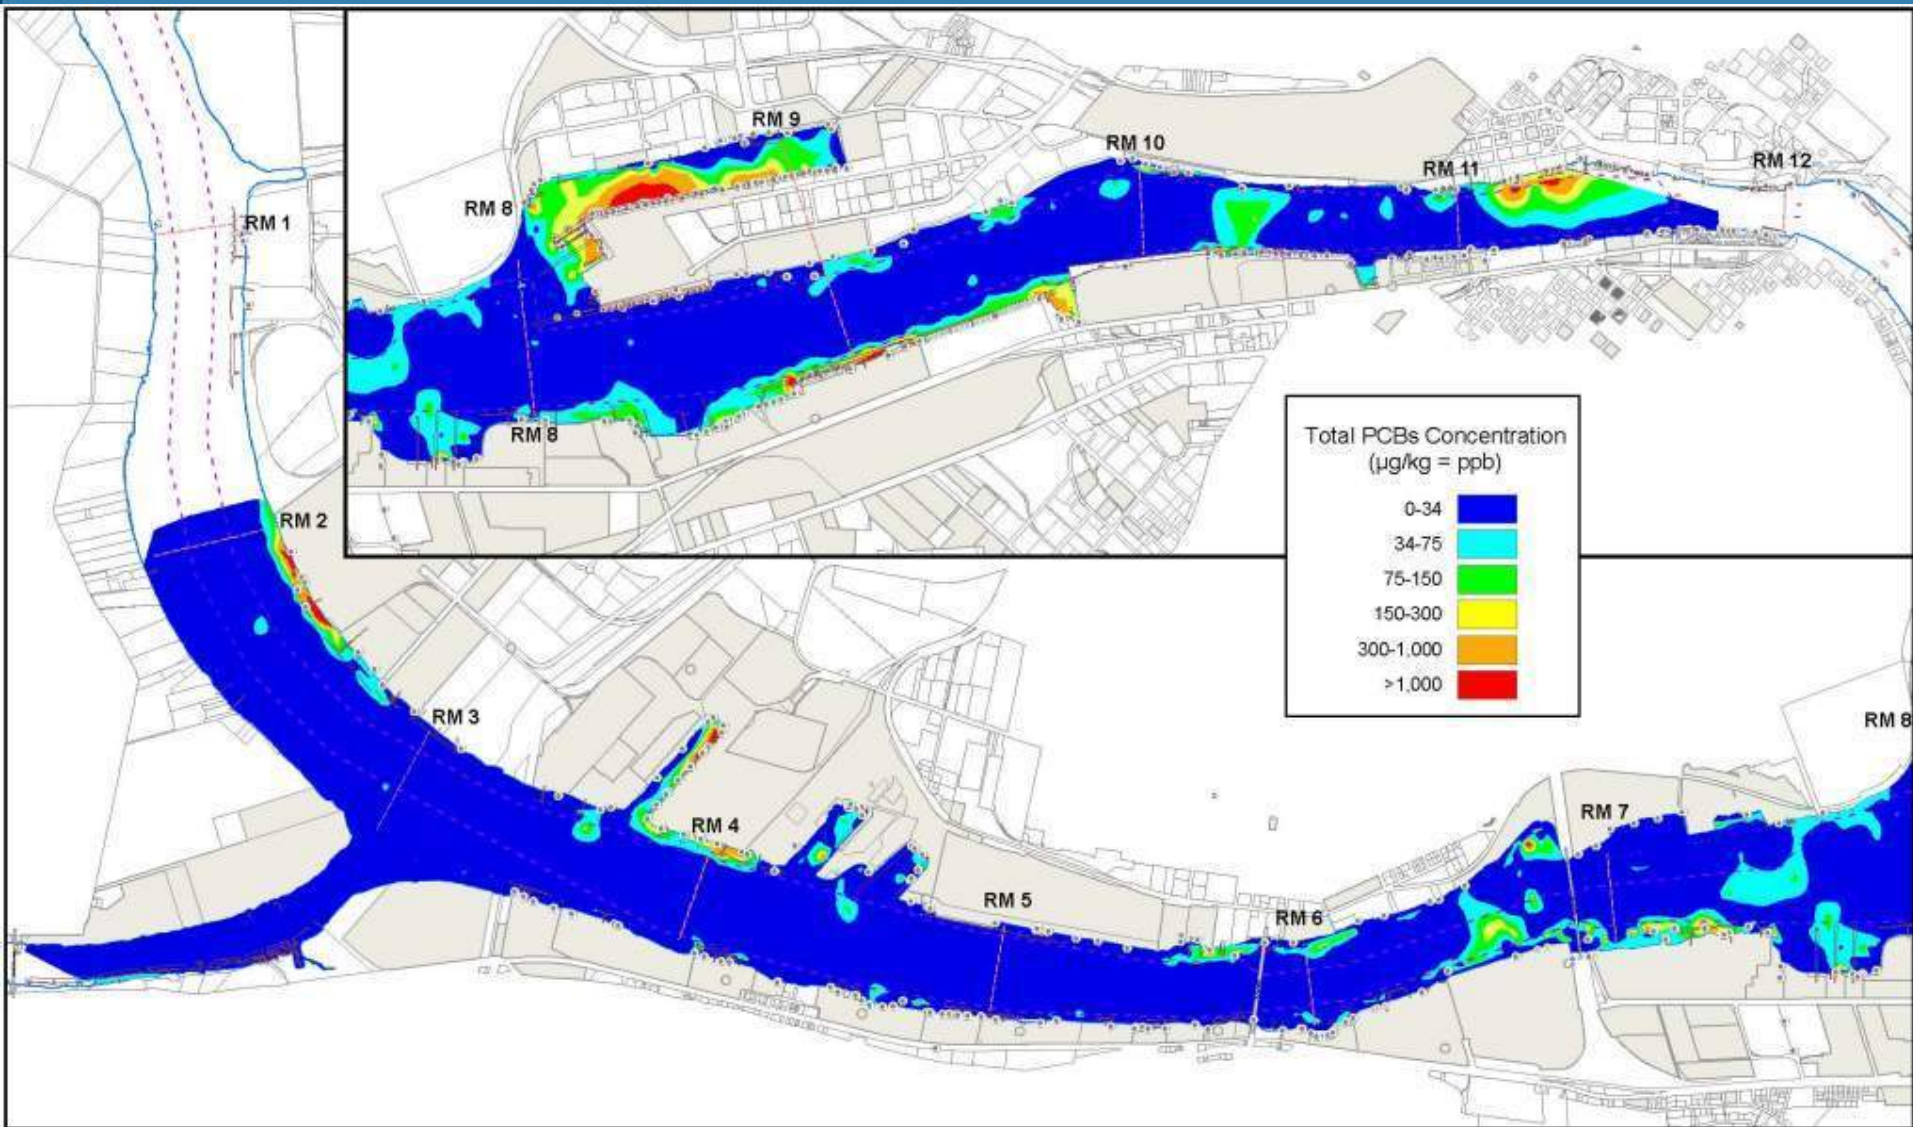 RM 9
RM 10
RM 11
RM 12
RM 8
RM 1
RM 8
Total PCBs Concentration
(µg/kg = ppb)
0-34
34-75
75-150
150-300
300-1,000
>1,000
RM 2
RM 3
RM 8
RM 7
RM 4
RM 5
RM 6